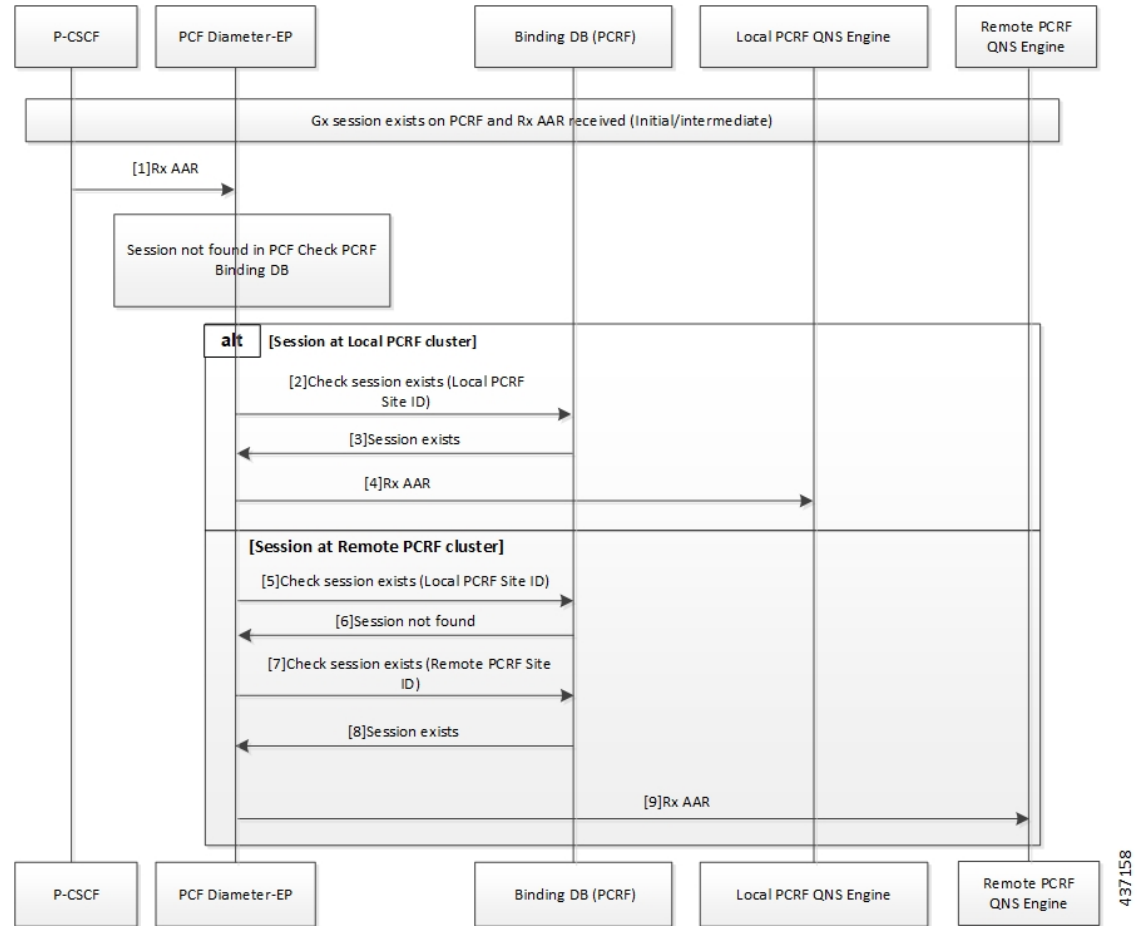 P-CSCF
PCF Diameter-EP
Binding DB (PCRF)
Local PCRF QNS Engine
Remote PCRF
QNS Engine
Gx session exists on PCRF and Rx AAR received (Initial/intermediate)
[1]Rx AAR
Session not found in PCF Check PCRF
Binding DB
alt
[Session at Local PCRF cluster]
[2]Check session exists (Local PCRF
Site ID)
[3]Session exists
[4]Rx AAR
[Session at Remote PCRF cluster]
[5]Check session exists (Local PCRF Site ID)
[6]Session not found
[7]Check session exists (Remote PCRF Site
ID)
[8]Session exists
[9]Rx AAR
P-CSCF
PCF Diameter-EP
Binding DB (PCRF)
Local PCRF QNS Engine
Remote PCRF
QNS Engine
437158